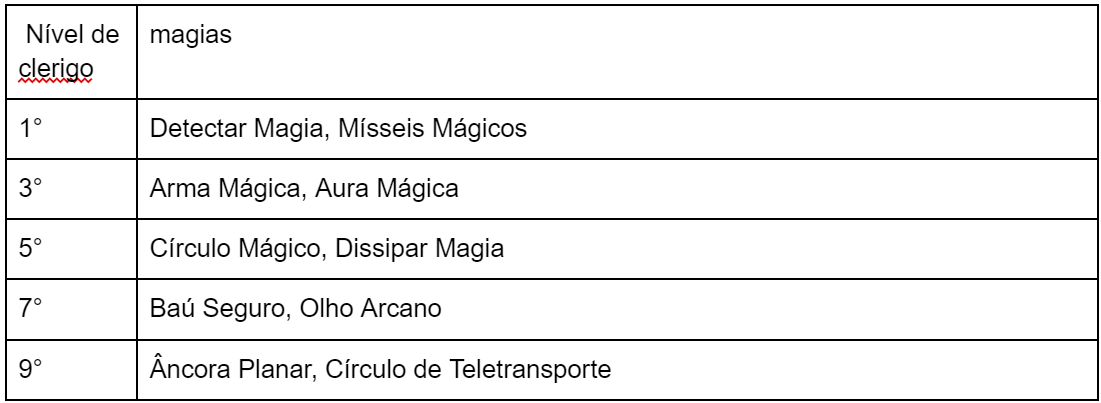 Nível de
clerigo
magias
1°
Detectar Magia, Mísseis Mágicos
3°
Arma Mágica, Aura Mágica
5°
Círculo Mágico, Dissipar Magia
7°
Baú Seguro, Olho Arcano
9°
Âncora Planar, Círculo de Teletransporte